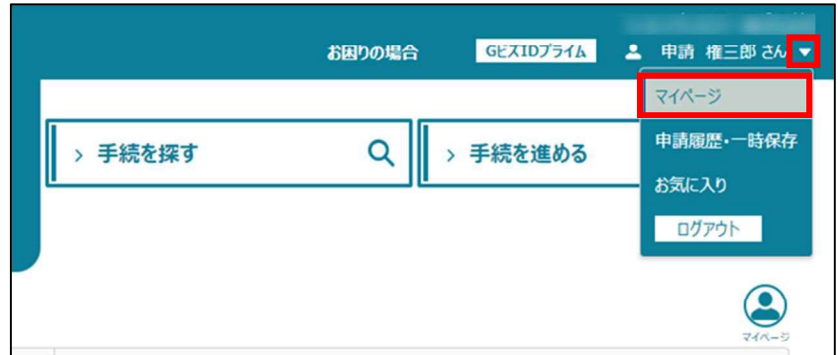 お困りの場合 GビズIDプライム 申請 権三郎 さん ▼
マイページ
申請履歴・一時保存
お気に入り
ログアウト
> 手続を探す
> 手続を進める
マイページ